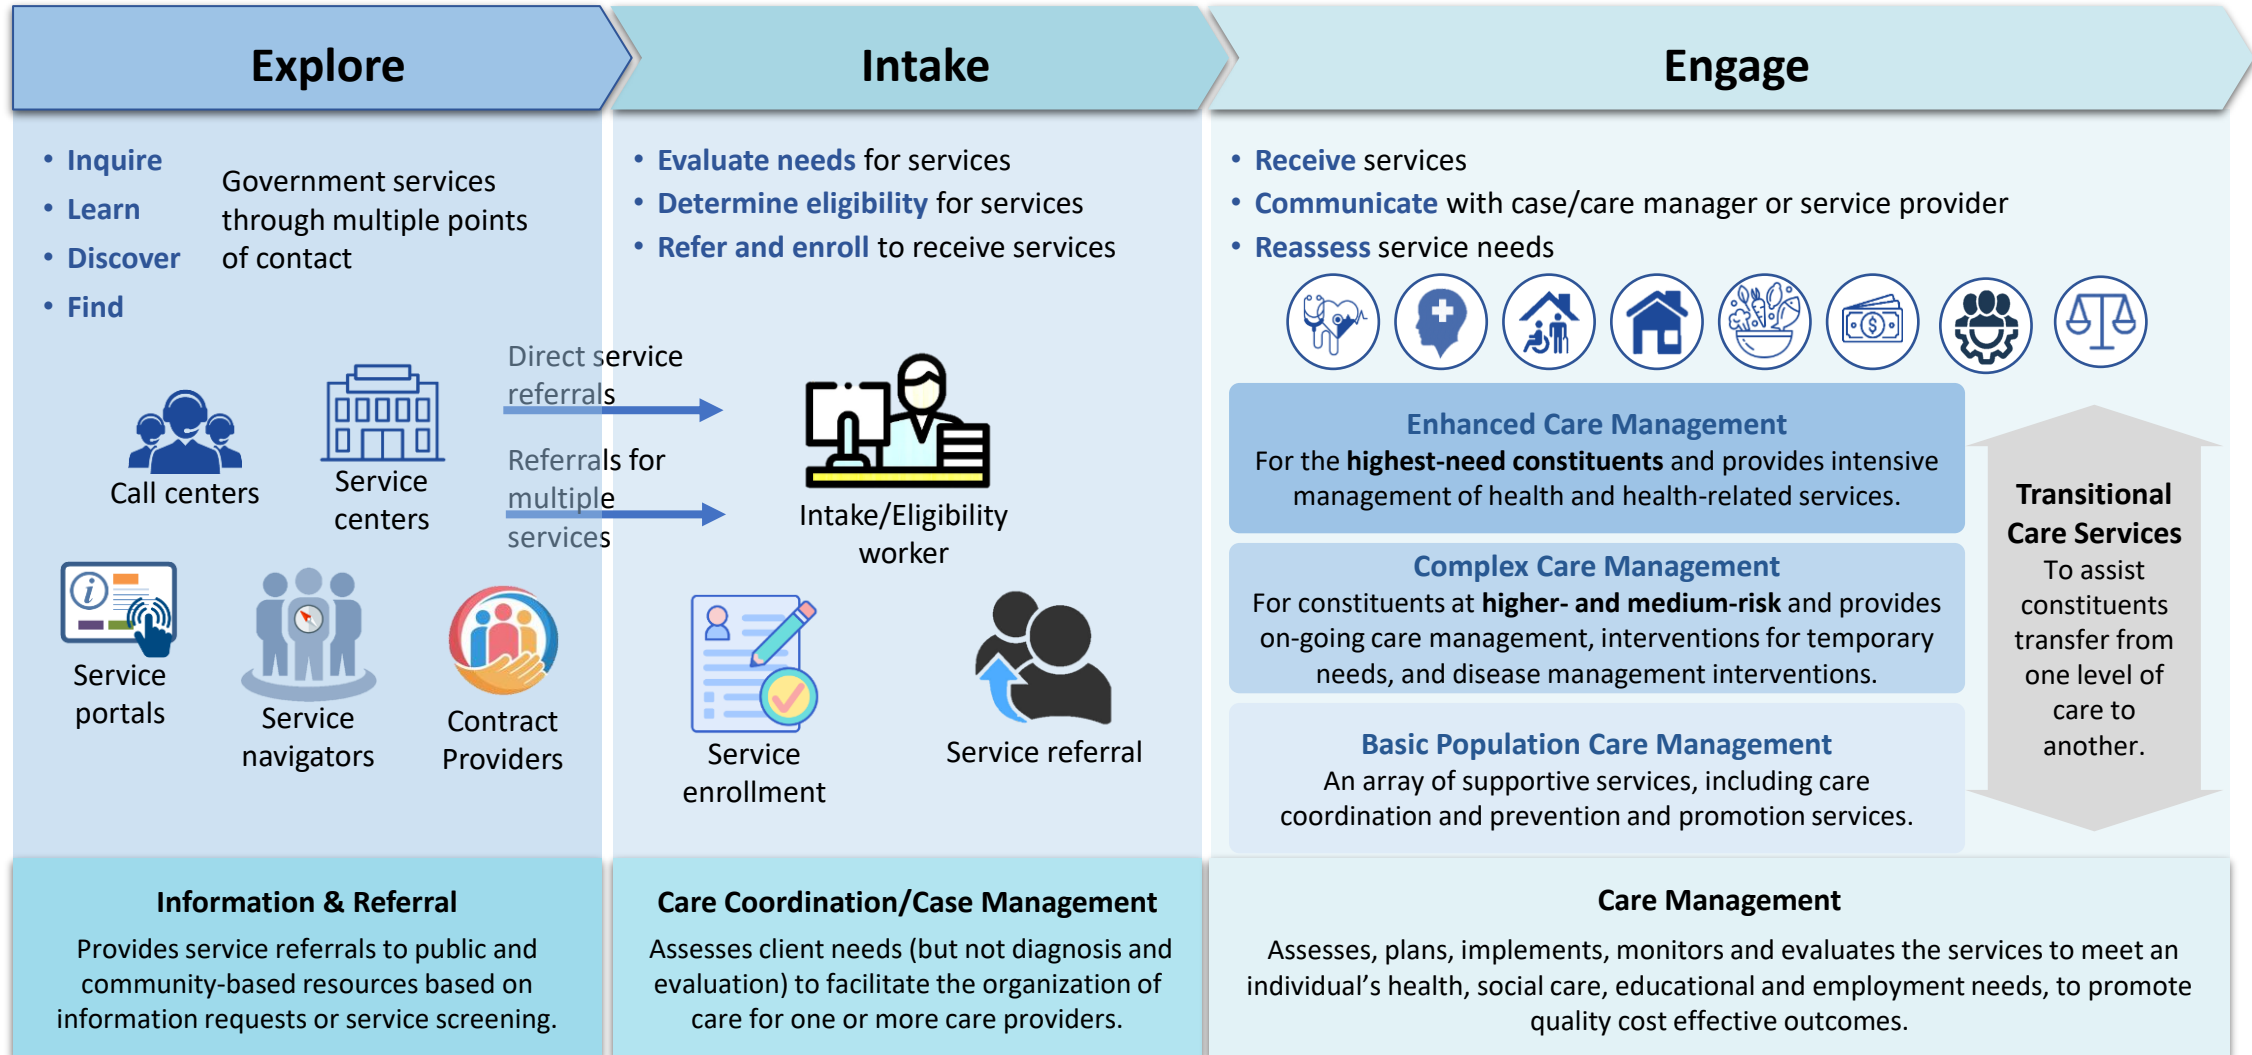 Explore
Intake
Engage
• Inquire
• Learn
• Discover
• Find
Government services
through multiple points
of contact
Direct service
referrals
Referrals for
multiple
services
Call centers
Service
centers
Service
portals
Service
navigators
Contract
Providers
• Evaluate needs for services
• Determine eligibility for services
• Refer and enroll to receive services
Intake/Eligibility
worker
Service
enrollment
Service referral
• Receive services
• Communicate with case/care manager or service provider
• Reassess service needs
Enhanced Care Management
For the highest-need constituents and provides intensive
management of health and health-related services.
Complex Care Management
For constituents at higher- and medium-risk and provides
on-going care management, interventions for temporary
needs, and disease management interventions.
Basic Population Care Management
An array of supportive services, including care
coordination and prevention and promotion services.
Transitional
Care Services
To assist
constituents
transfer from
one level of
care to
another.
Information & Referral
Provides service referrals to public and
community-based resources based on
information requests or service screening.
Care Coordination/Case Management
Assesses client needs (but not diagnosis and
evaluation) to facilitate the organization of
care for one or more care providers.
Care Management
Assesses, plans, implements, monitors and evaluates the services to meet an
individual’s health, social care, educational and employment needs, to promote
quality cost effective outcomes.